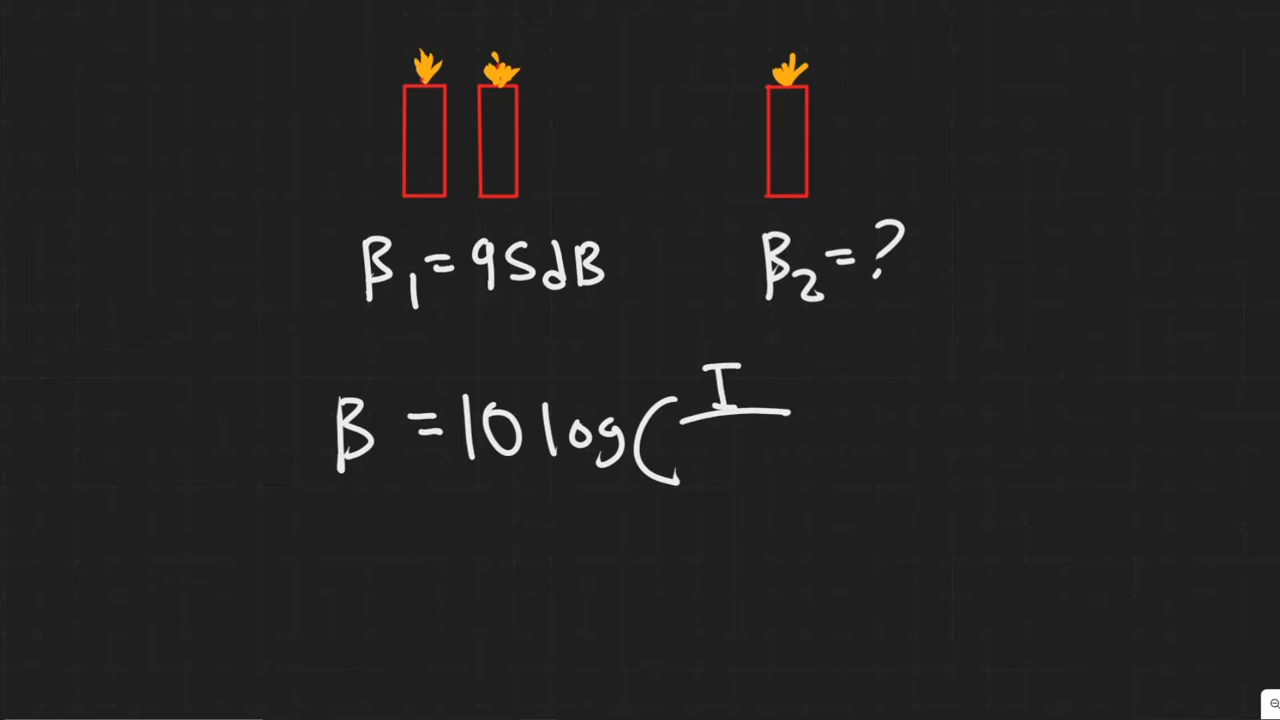 β₁ = 95dB
β₂ = ?
β = 10 log( I